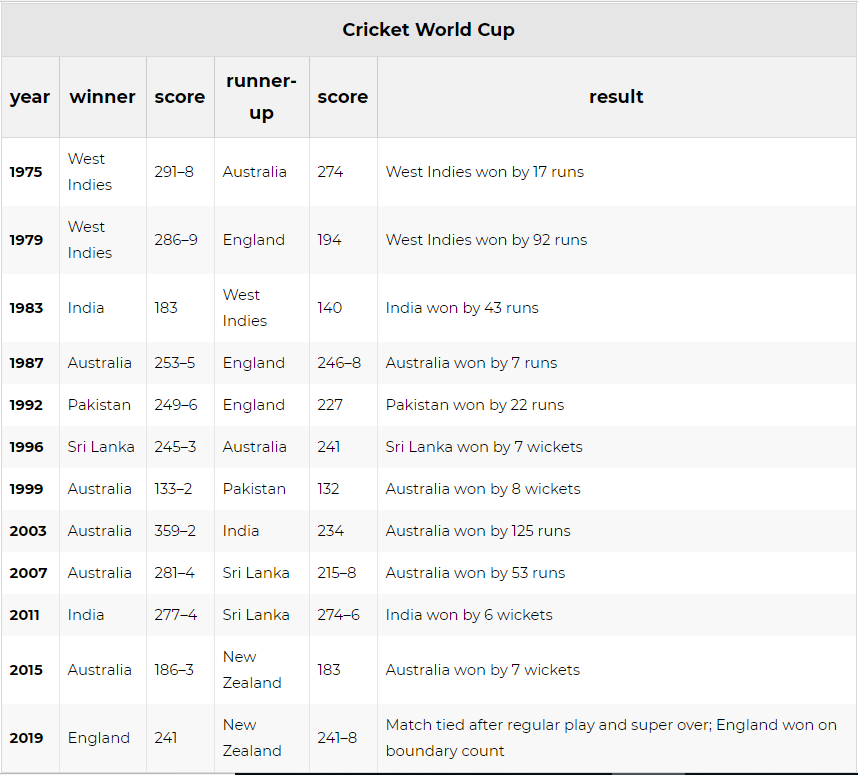 Cricket World Cup
year winner score runner-up score result
1975 West Indies 291–8 Australia 274 West Indies won by 17 runs
1979 West Indies 286–9 England 194 West Indies won by 92 runs
1983 India 183 West Indies 140 India won by 43 runs
1987 Australia 253–5 England 246–8 Australia won by 7 runs
1992 Pakistan 249–6 England 227 Pakistan won by 22 runs
1996 Sri Lanka 245–3 Australia 241 Sri Lanka won by 7 wickets
1999 Australia 133–2 Pakistan 132 Australia won by 8 wickets
2003 Australia 359–2 India 234 Australia won by 125 runs
2007 Australia 281–4 Sri Lanka 215–8 Australia won by 53 runs
2011 India 277–4 Sri Lanka 274–6 India won by 6 wickets
2015 Australia 186–3 New Zealand 183 Australia won by 7 wickets
2019 England 241 New Zealand 241–8 Match tied after regular play and super over; England won on boundary count